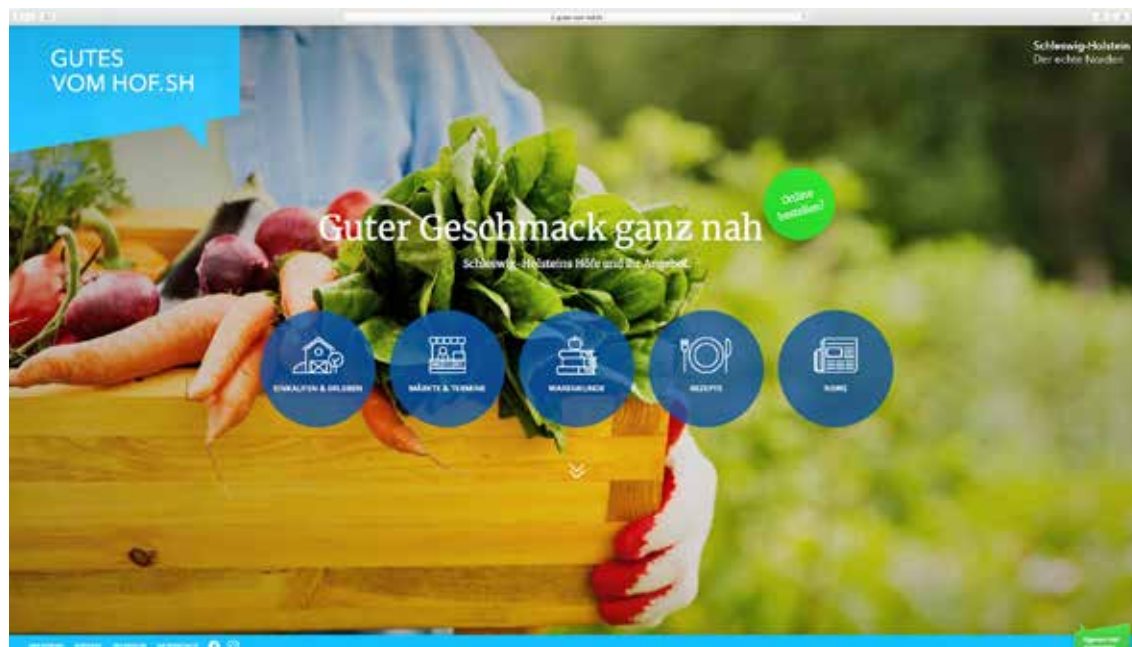 GUTES
VOM HOF.SH
Schleswig-Holstein
Der echte Norden
Online
bestellen?
Guter Geschmack ganz nah
Schleswig-Holsteins Höfe und ihr Angebot.
EINKAUFEN & ERLEBEN
MÄRKTE & TERMINE
WARENKUNDE
REZEPTE
NEWS